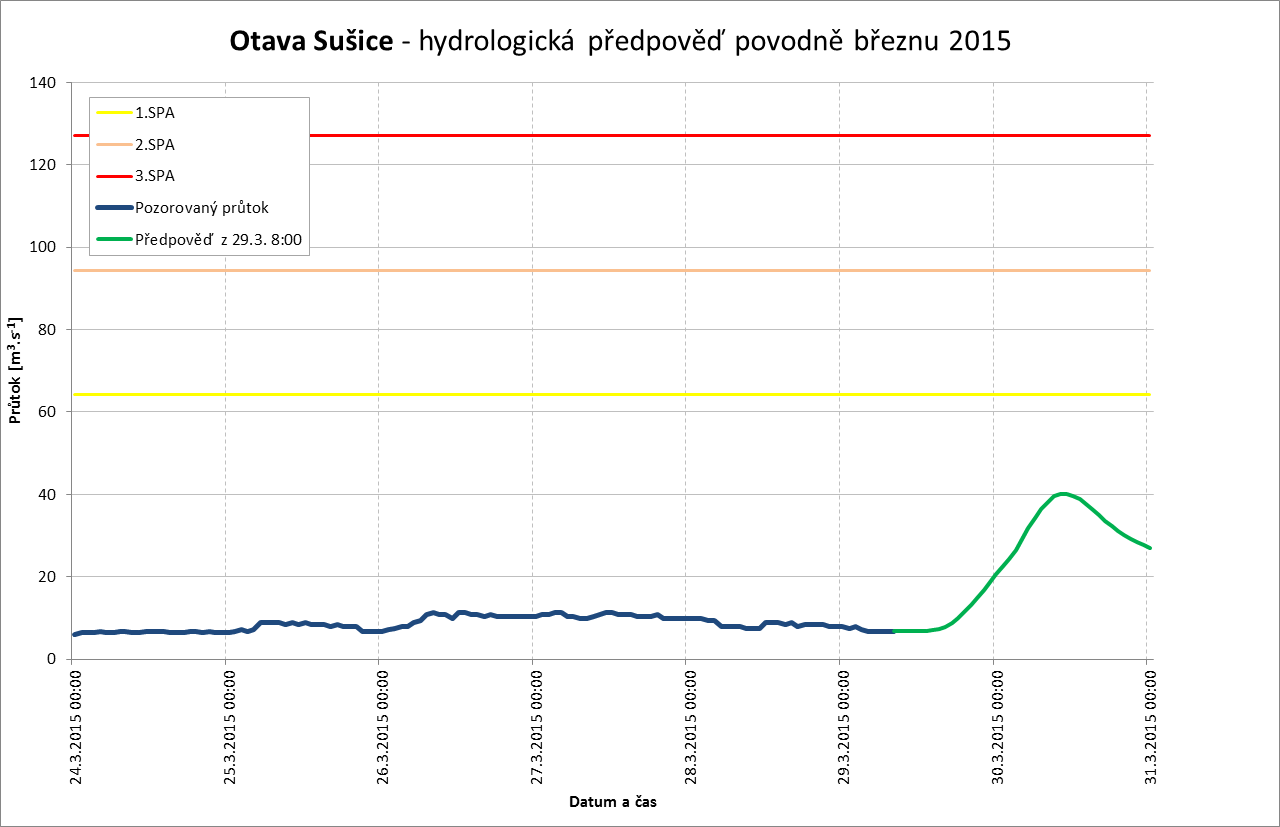 Otava Sušice - hydrologická předpověď povodně březnu 2015
140
120
100
80
60
40
20
0
Průtok [m³.s⁻¹]
1.SPA
2.SPA
3.SPA
Pozorovaný průtok
Předpověď z 29.3. 8:00
24.3.2015 00:00
25.3.2015 00:00
26.3.2015 00:00
27.3.2015 00:00
28.3.2015 00:00
29.3.2015 00:00
30.3.2015 00:00
31.3.2015 00:00
Datum a čas